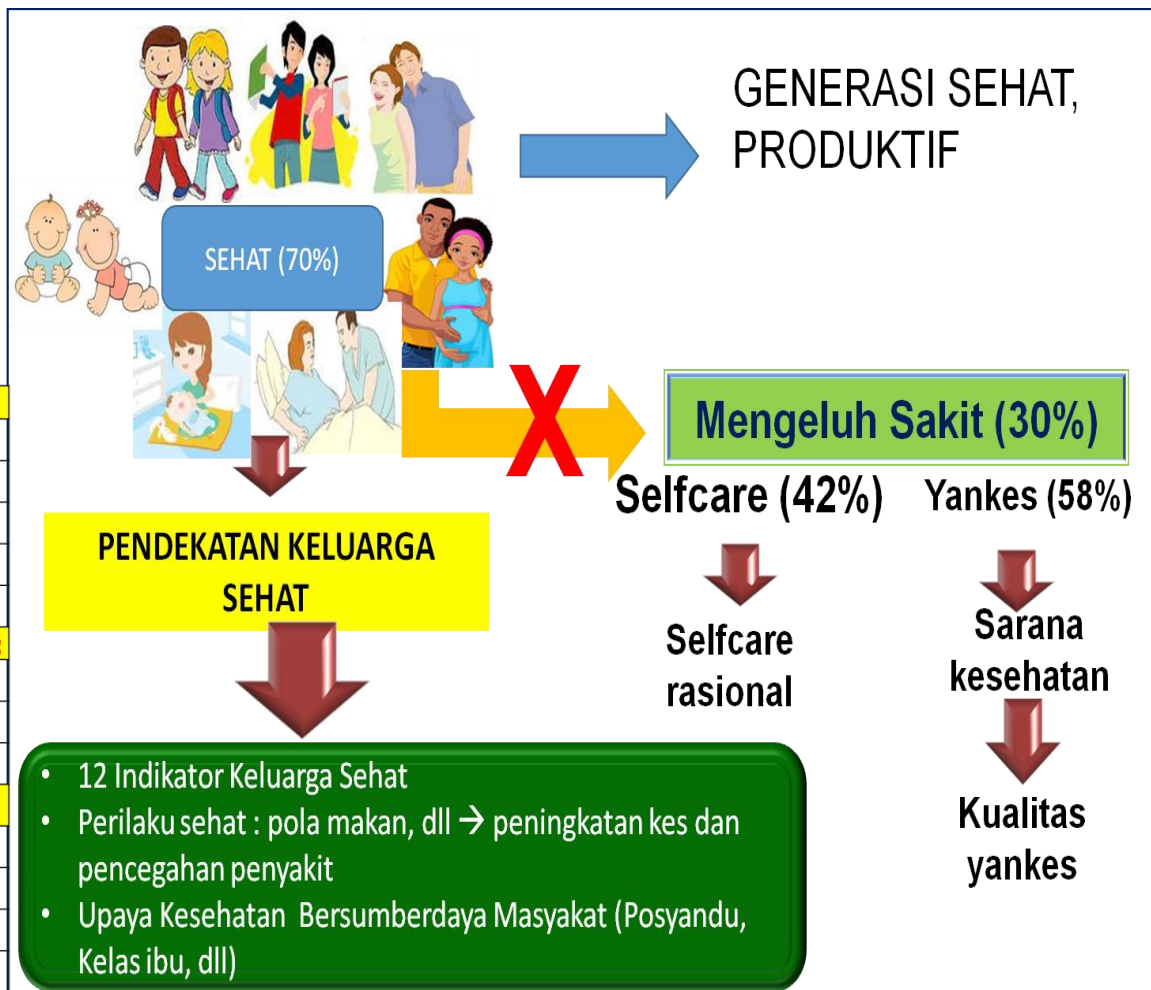 GENERASI SEHAT,
PRODUKTIF
SEHAT (70%)
X
Mengeluh Sakit (30%)
Selfcare (42%)
Yankes (58%)
PENDEKATAN KELUARGA
SEHAT
Selfcare
rasional
Sarana
kesehatan
Kualitas
yankes
• 12 Indikator Keluarga Sehat
• Perilaku sehat : pola makan, dll → peningkatan kes dan
pencegahan penyakit
• Upaya Kesehatan Bersumberdaya Masyakat (Posyandu,
Kelas ibu, dll)